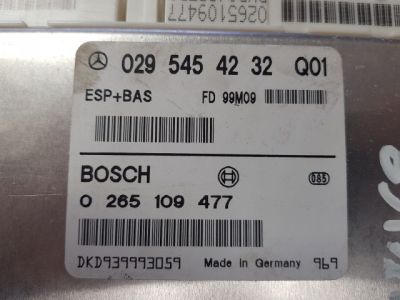 0265109477
029 545 42 32 Q01
ESP+BAS FD 99M09
BOSCH 085
0 265 109 477
DKD939993059 Made in Germany 969